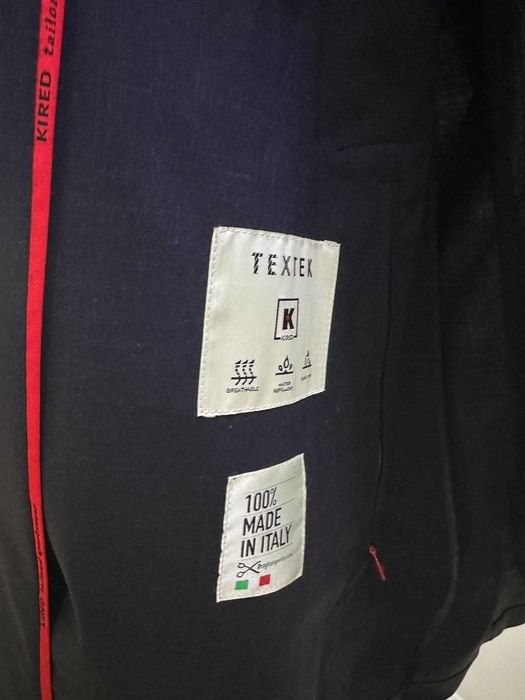 KIRED tailor
TEXTEK
K
KIRED
BREATHABLE
WATER
REPELLENT
100%
MADE
IN ITALY